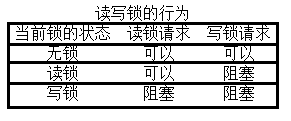 读写锁的行为
当前锁的状态 读锁请求 写锁请求
无锁 可以 可以
读锁 可以 阻塞
写锁 阻塞 阻塞